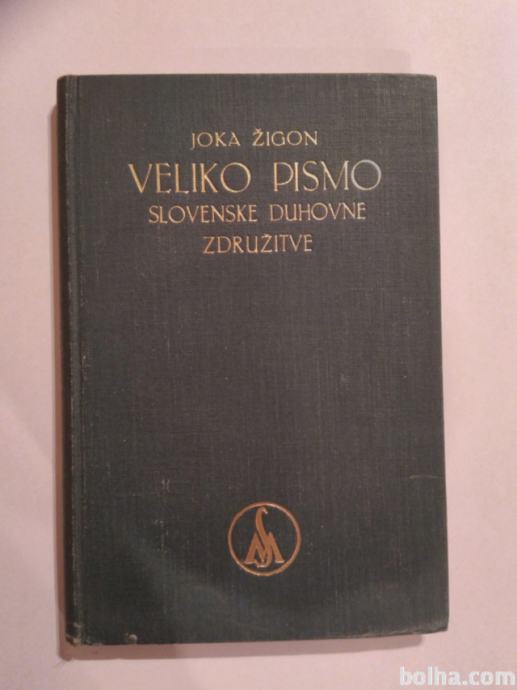 JOKA ŽIGON
VELIKO PISMO
SLOVENSKE DUHOVNE
ZDRUŽITVE
bolha.com